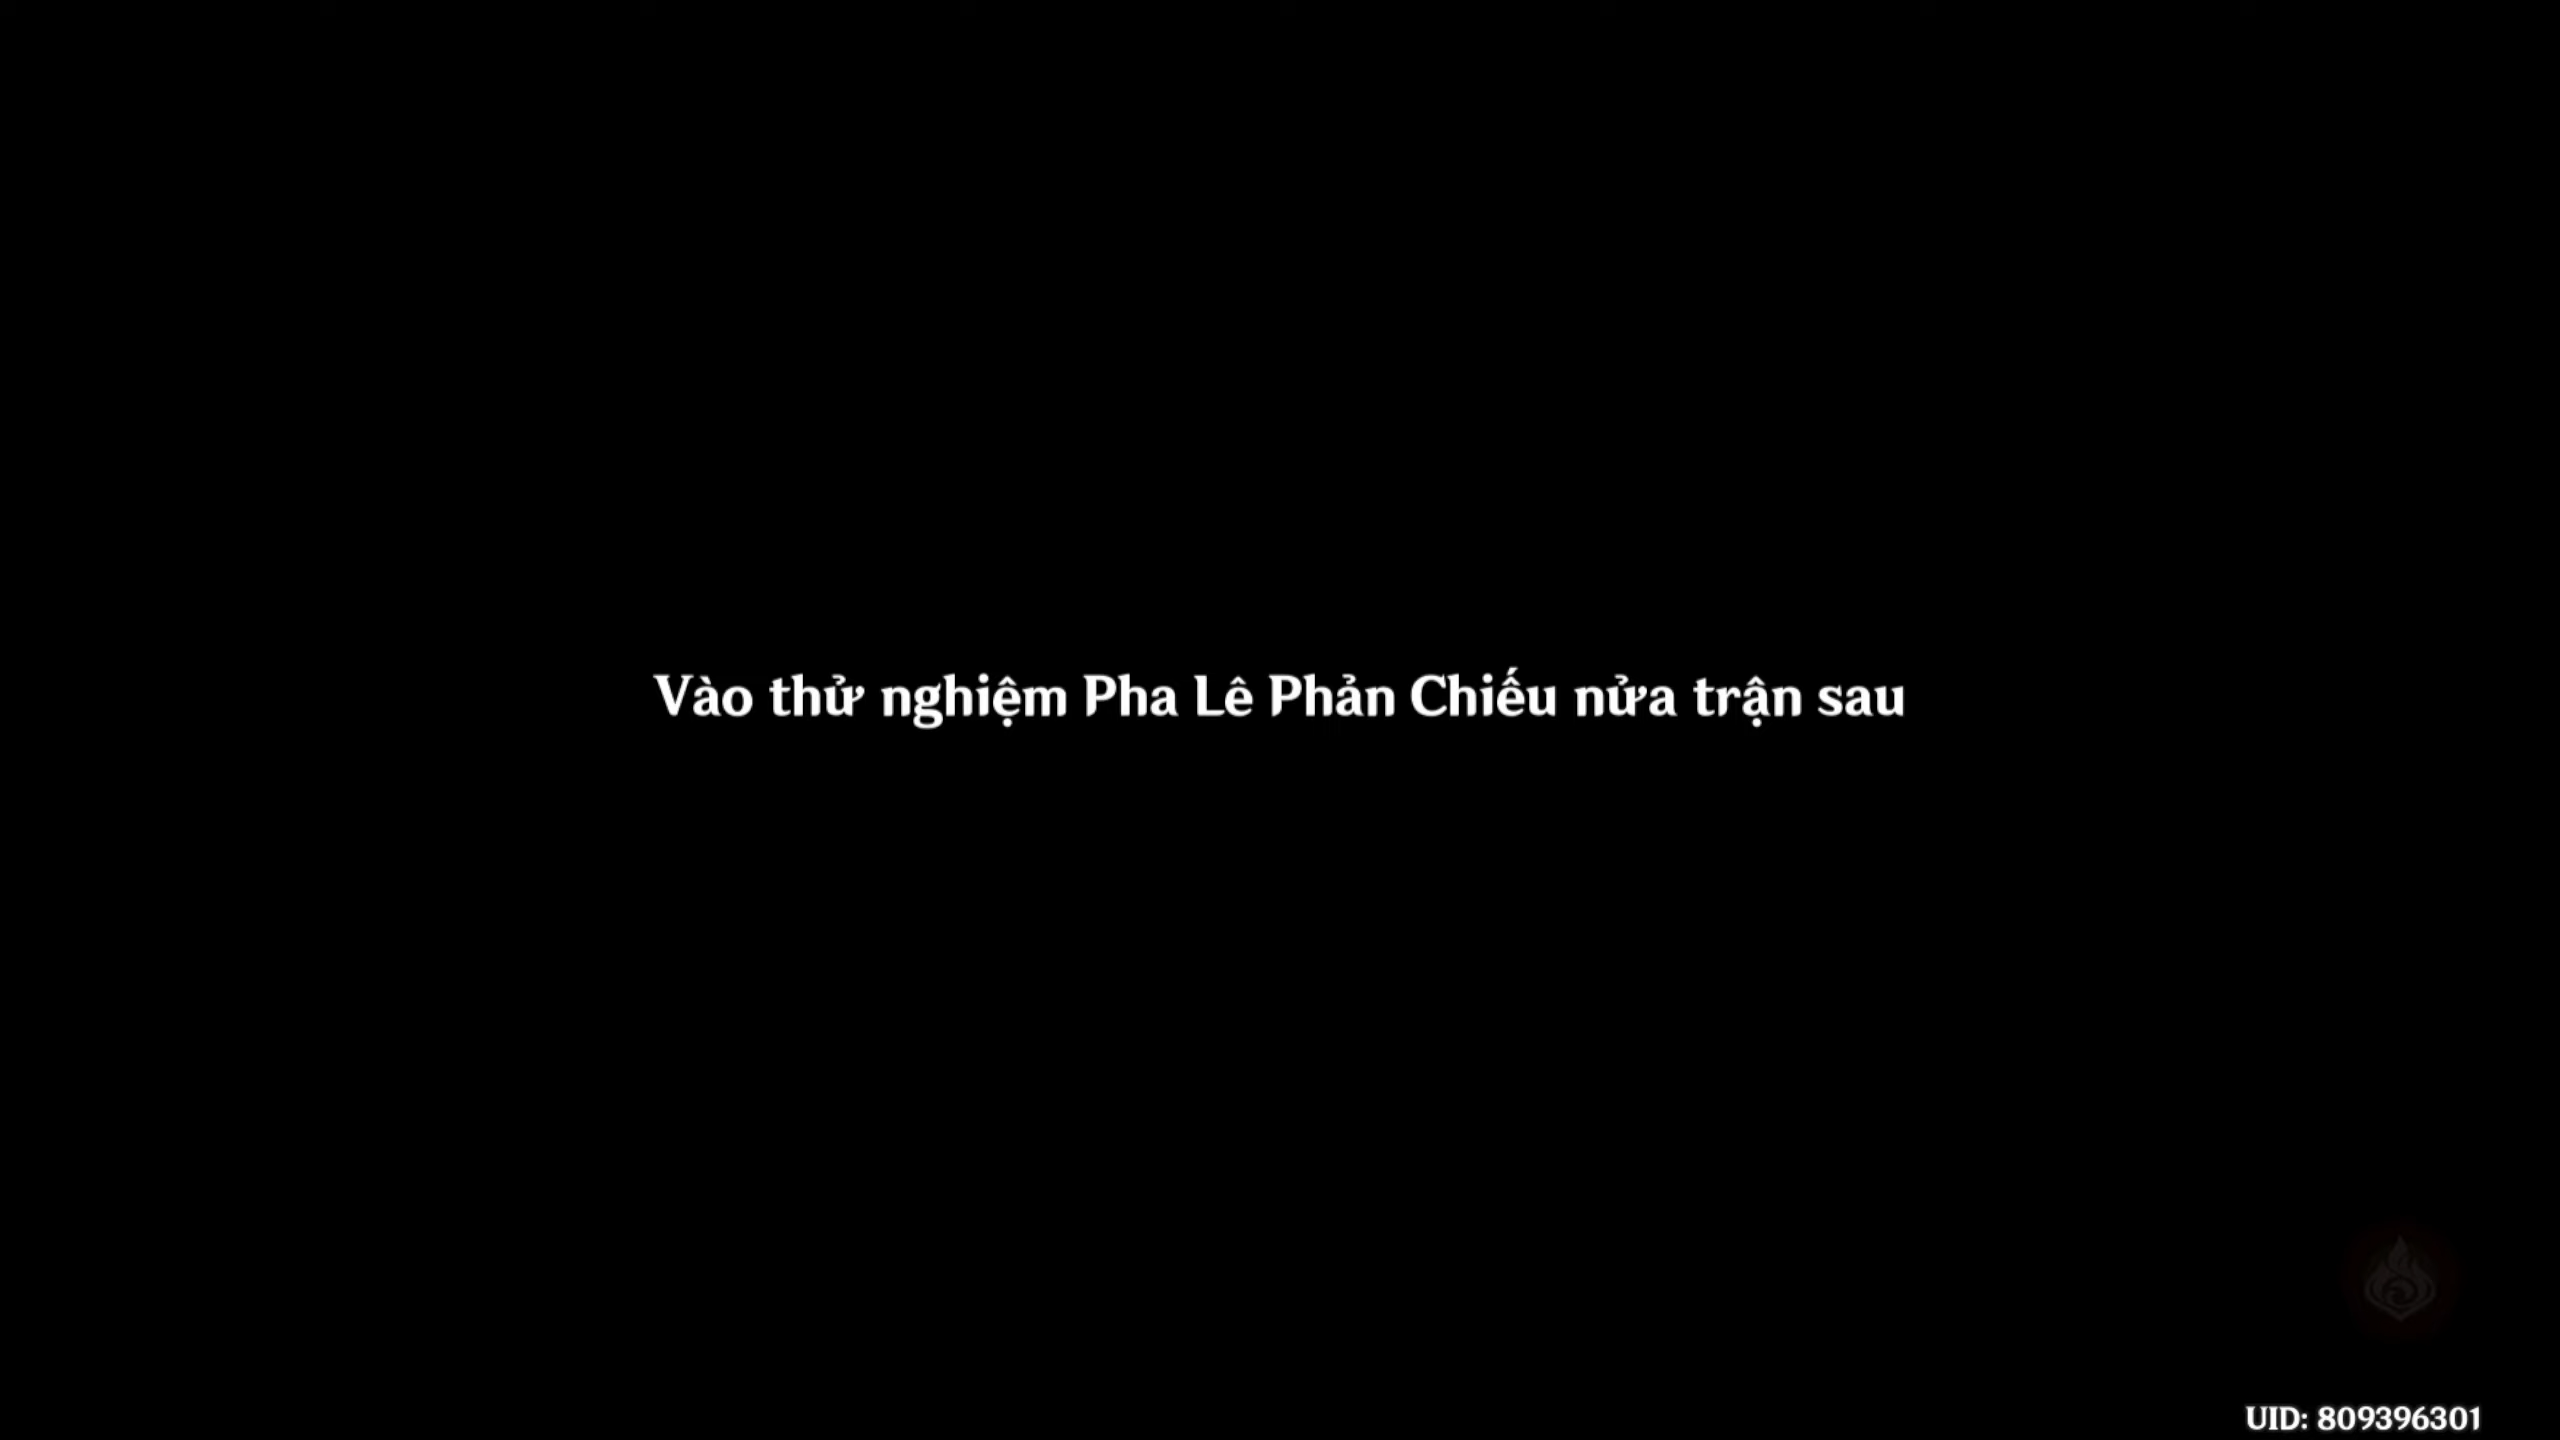 Vào thử nghiệm Pha Lê Phản Chiếu nửa trận sau
UID: 809396301